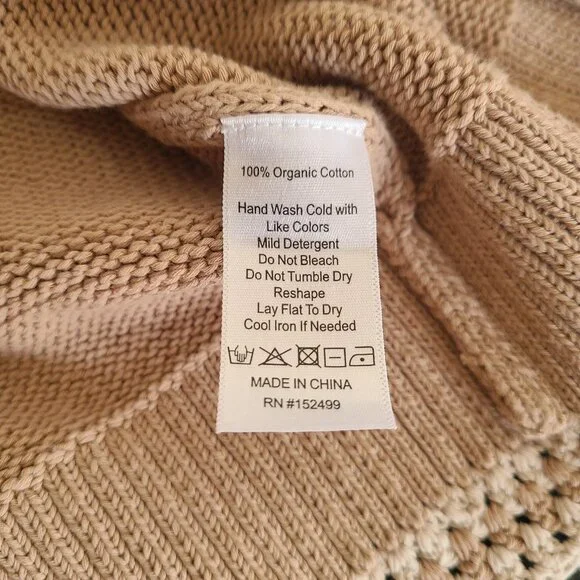 100% Organic Cotton
Hand Wash Cold with
Like Colors
Mild Detergent
Do Not Bleach
Do Not Tumble Dry
Reshape
Lay Flat To Dry
Cool Iron If Needed
MADE IN CHINA
RN #152499